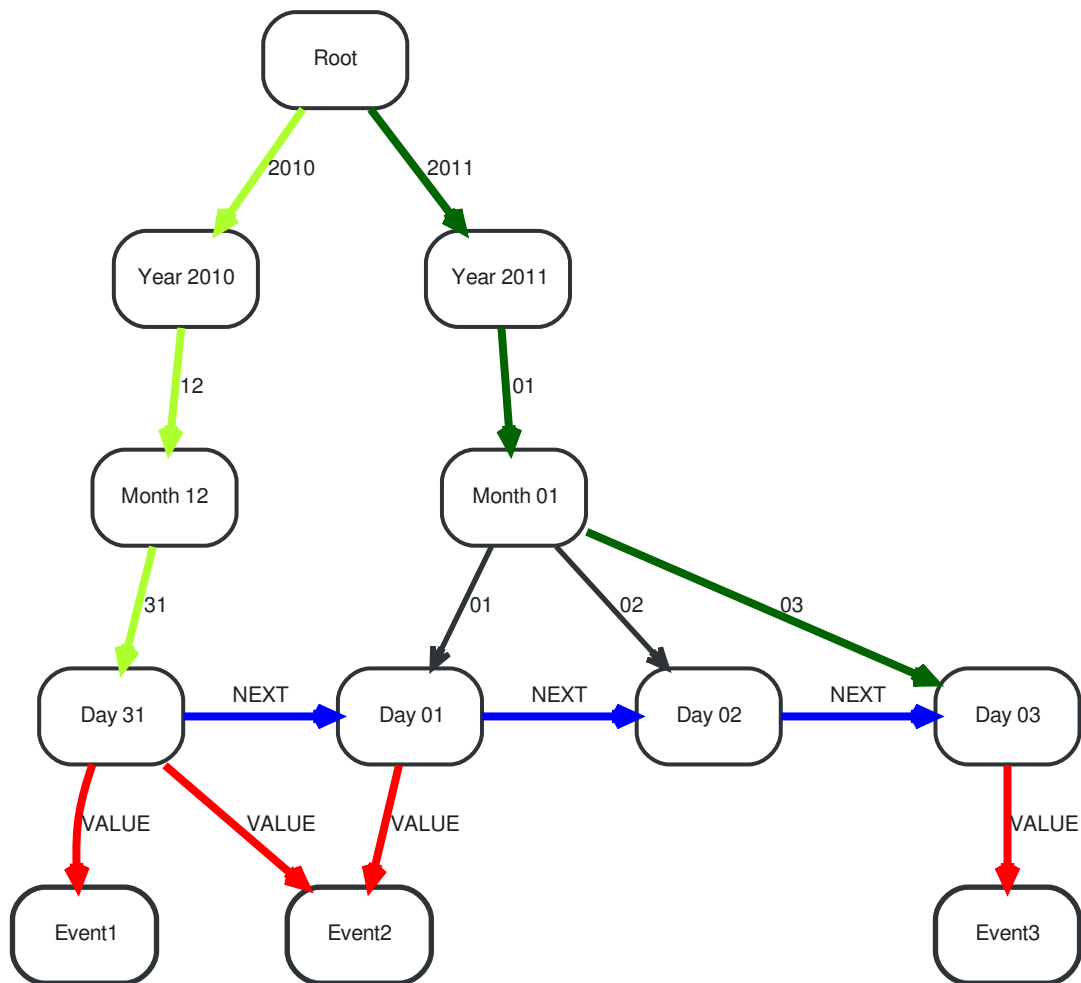 Root
2010
2011
Year 2010
Year 2011
12
01
Month 12
Month 01
31
01
02
03
NEXT
NEXT
NEXT
Day 31
Day 01
Day 02
Day 03
VALUE
VALUE
VALUE
VALUE
Event1
Event2
Event3